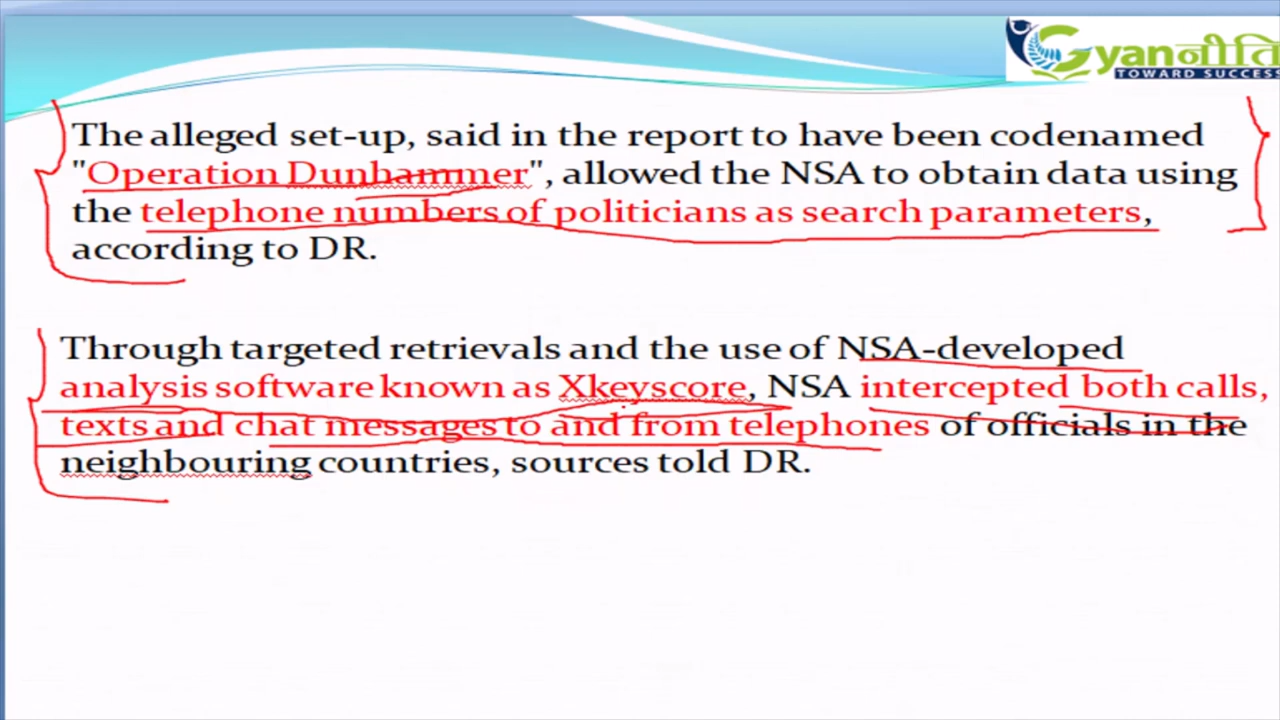 Gyanनीति
TOWARD SUCCESS
The alleged set-up, said in the report to have been codenamed
"Operation Dunhammer", allowed the NSA to obtain data using
the telephone numbers of politicians as search parameters,
according to DR.
Through targeted retrievals and the use of NSA-developed
analysis software known as Xkeyscore, NSA intercepted both calls,
texts and chat messages to and from telephones of officials in the
neighbouring countries, sources told DR.